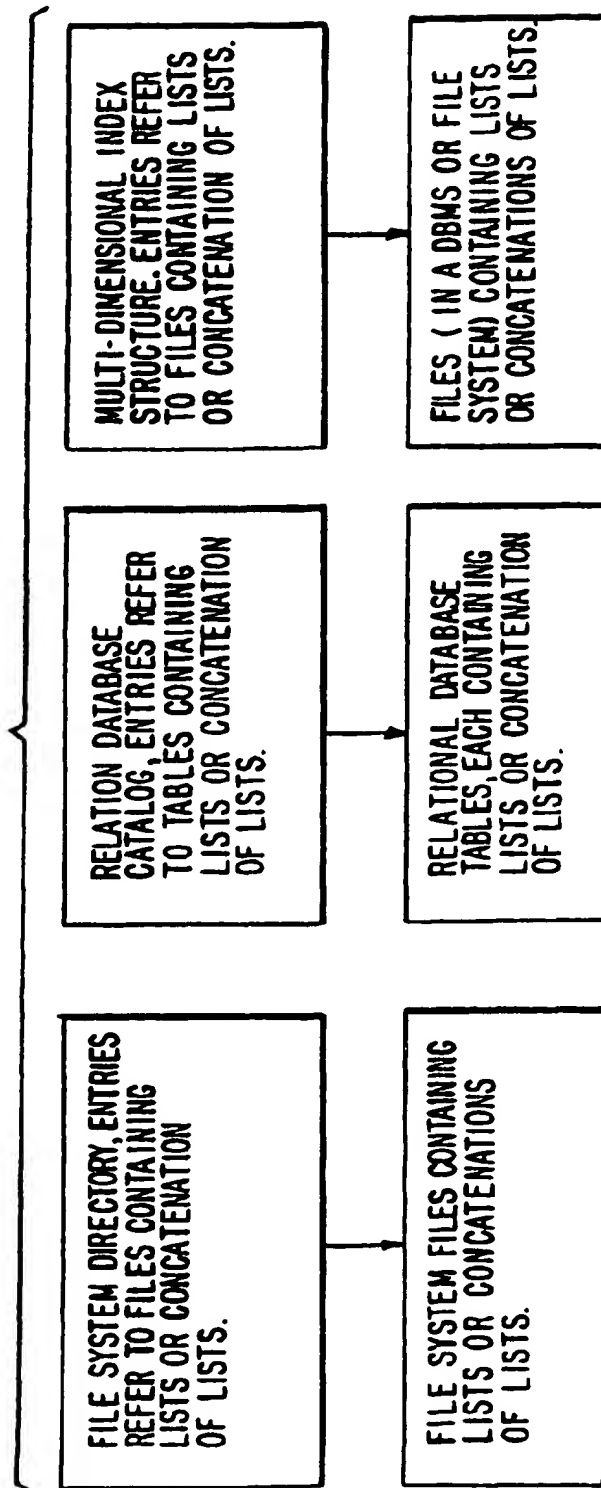 FILE SYSTEM DIRECTORY, ENTRIES
REFER TO FILES CONTAINING
LISTS OR CONCATENATION
OF LISTS.
FILE SYSTEM FILES CONTAINING
LISTS OR CONCATENATIONS
OF LISTS.
RELATION DATABASE
CATALOG, ENTRIES REFER
TO TABLES CONTAINING
LISTS OR CONCATENATION
OF LISTS.
RELATIONAL DATABASE
TABLES, EACH CONTAINING
LISTS OR CONCATENATION
OF LISTS.
MULTI-DIMENSIONAL INDEX
STRUCTURE. ENTRIES REFER
TO FILES CONTAINING LISTS
OR CONCATENATION OF LISTS.
FILES ( IN A DBMS OR FILE
SYSTEM) CONTAINING LISTS
OR CONCATENATIONS OF LISTS.